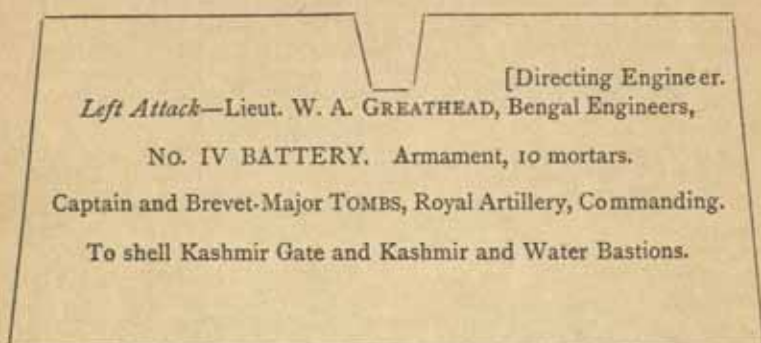 [Directing Engineer.
Left Attack—Lieut. W. A. GREATHEAD, Bengal Engineers,
No. IV BATTERY. Armament, 10 mortars.
Captain and Brevet-Major TOMBS, Royal Artillery, Commanding.
To shell Kashmir Gate and Kashmir and Water Bastions.